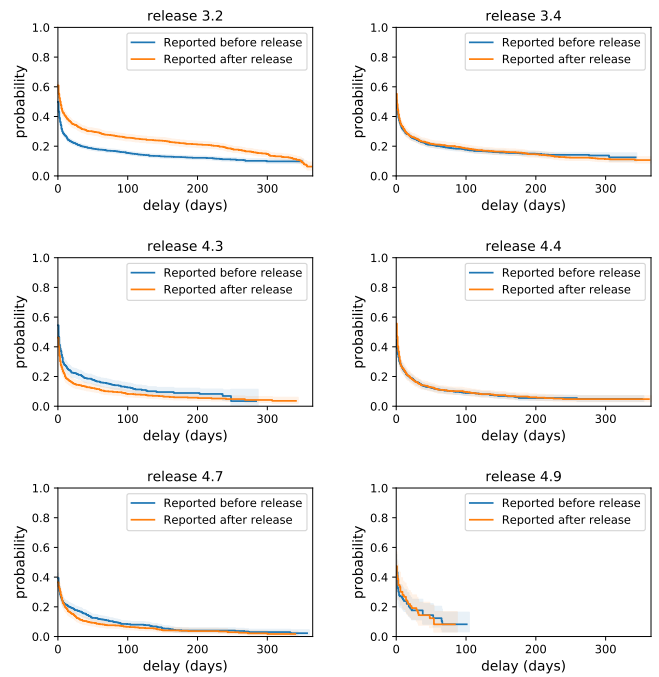 release 3.2
1.0
0.8
0.6
0.4
0.2
0.0
probability
Reported before release
Reported after release
0 100 200 300
delay (days)
release 3.4
1.0
0.8
0.6
0.4
0.2
0.0
probability
Reported before release
Reported after release
0 100 200 300
delay (days)
release 4.3
1.0
0.8
0.6
0.4
0.2
0.0
probability
Reported before release
Reported after release
0 100 200 300
delay (days)
release 4.4
1.0
0.8
0.6
0.4
0.2
0.0
probability
Reported before release
Reported after release
0 100 200 300
delay (days)
release 4.7
1.0
0.8
0.6
0.4
0.2
0.0
probability
Reported before release
Reported after release
0 100 200 300
delay (days)
release 4.9
1.0
0.8
0.6
0.4
0.2
0.0
probability
Reported before release
Reported after release
0 100 200 300
delay (days)